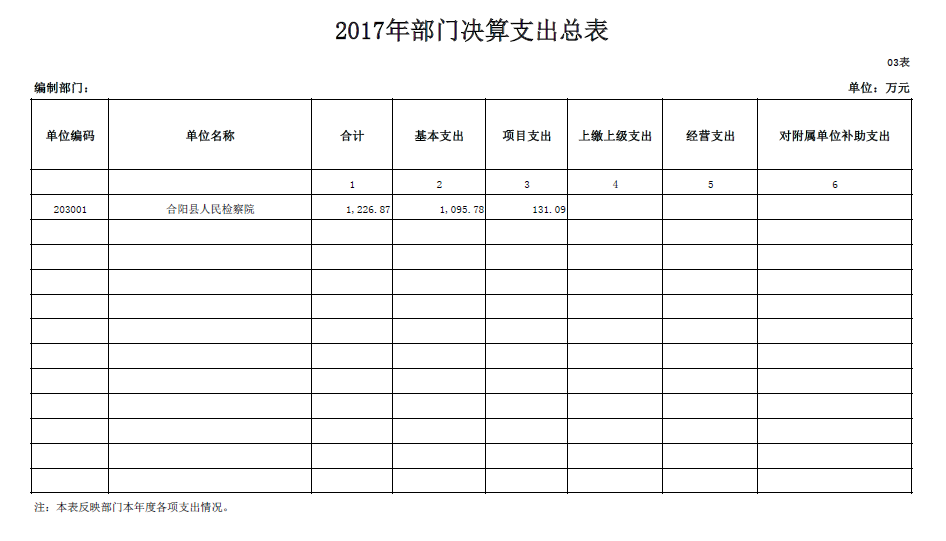 2017年部门决算支出总表
03表
编制部门： 单位：万元
单位编码 单位名称 合计 基本支出 项目支出 上缴上级支出 经营支出 对附属单位补助支出
1 2 3 4 5 6
203001 合阳县人民检察院 1,226.87 1,095.78 131.09
注：本表反映部门本年度各项支出情况。